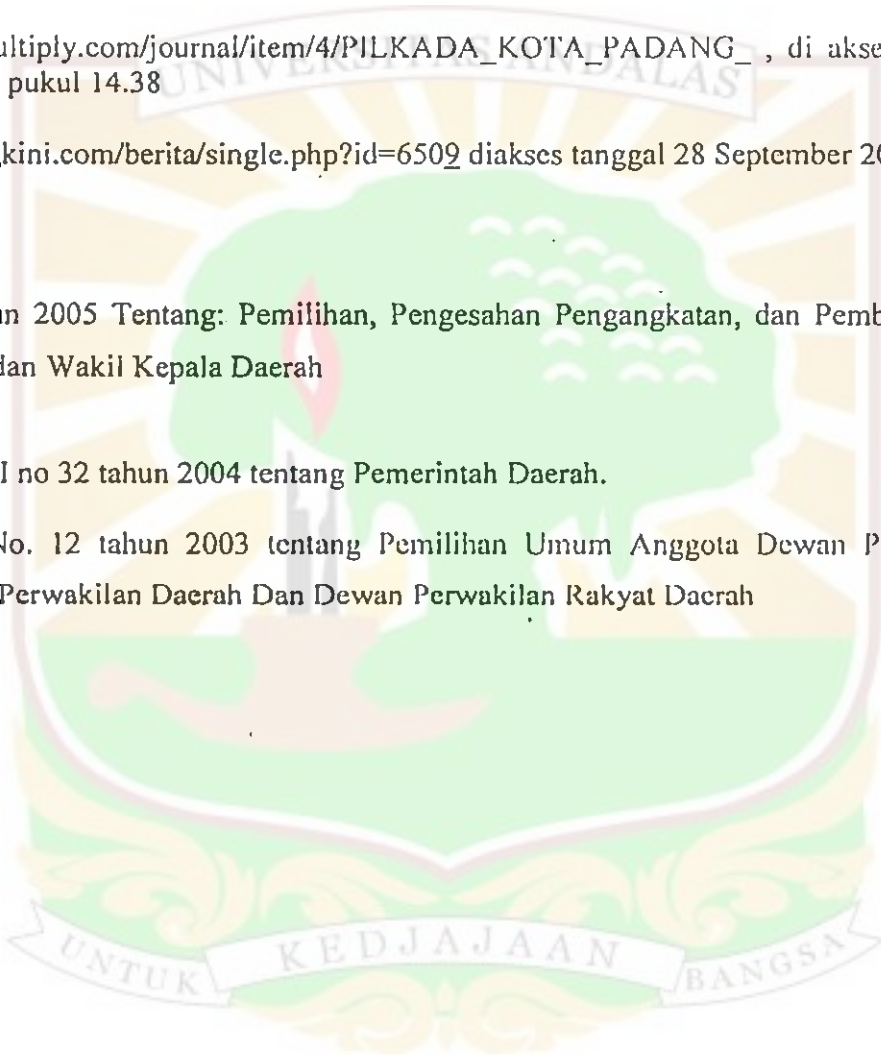 ultiply.com/journal/item/4/PILKADA_KOTA_PADANG_ , di akse
UNIVERSITAS ANDALAS
pukul 14.38
kini.com/berita/single.php?id=6509 diakses tanggal 28 September 20
n 2005 Tentang: Pemilihan, Pengesahan Pengangkatan, dan Pemb
dan Wakil Kepala Daerah
I no 32 tahun 2004 tentang Pemerintah Daerah.
No. 12 tahun 2003 tentang Pemilihan Umum Anggota Dewan P
Perwakilan Daerah Dan Dewan Perwakilan Rakyat Daerah
UNTUK KEDJAJAAN BANGSA